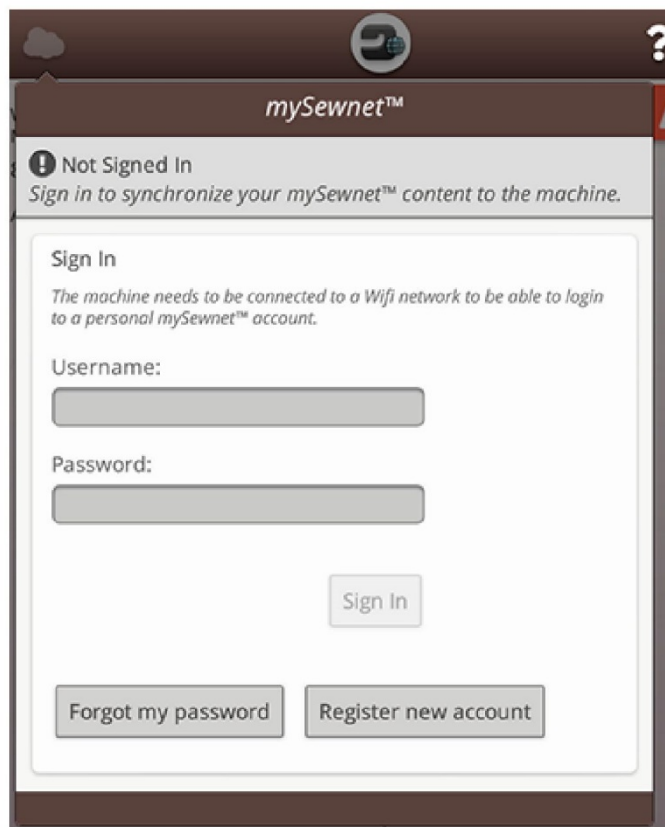 ?
mySewnet™
Not Signed In
Sign in to synchronize your mySewnet™ content to the machine.
Sign In
The machine needs to be connected to a Wifi network to be able to login
to a personal mySewnet™ account.
Username:
Password:
Sign In
Forgot my password
Register new account